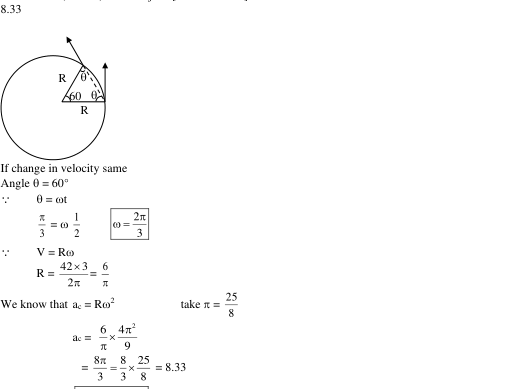 8.33
R
θ
60
θ
R
If change in velocity same
Angle θ = 60°
∵ θ = ωt
π/3 = ω 1/2 ω = 2π/3
∵ V = Rω
R = 42×3/2π = 6/π
We know that a_c = Rω² take π = 25/8
a_c = 6/π × 4π²/9
= 8π/3 = 8/3 × 25/8 = 8.33